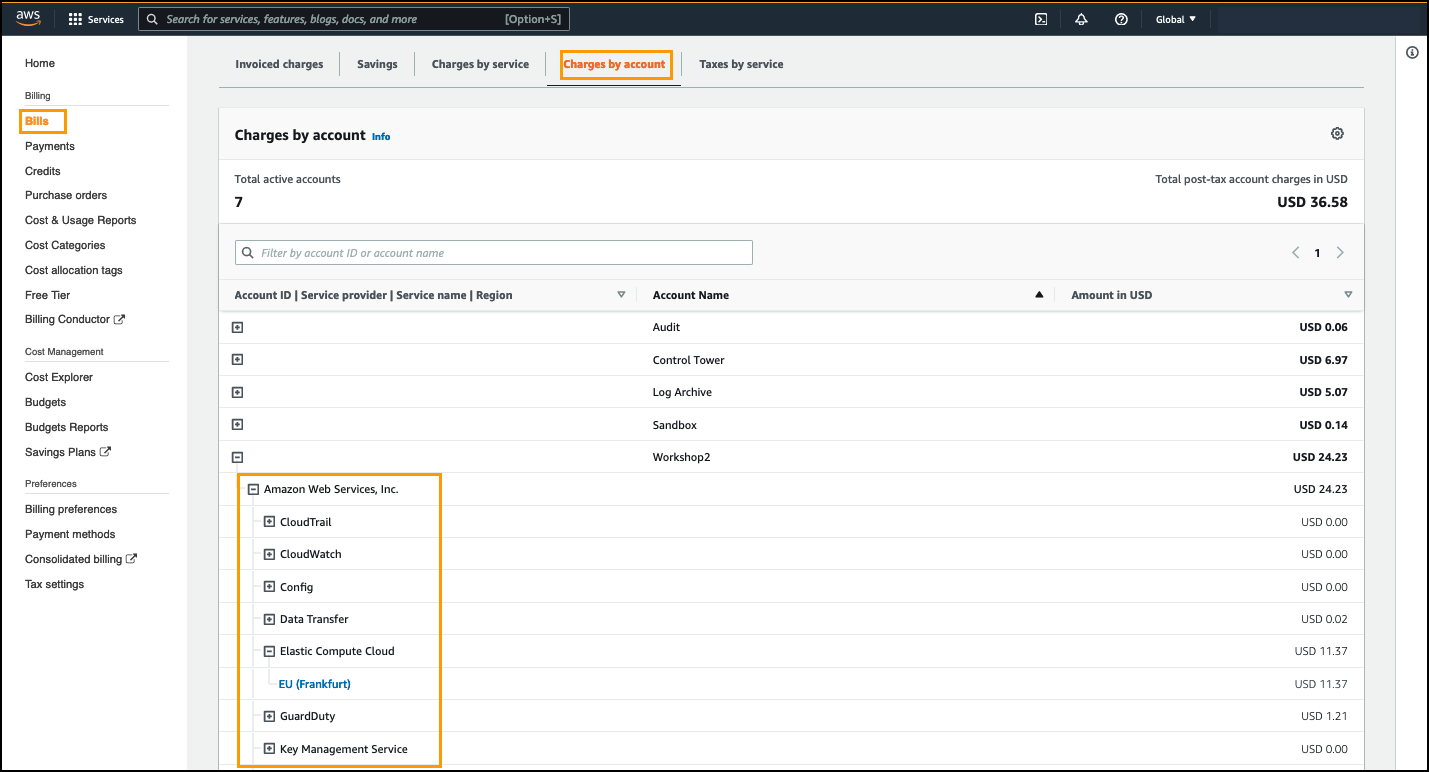 aws Services Search for services, features, blogs, docs, and more [Option+S] Global ▼
Home
Billing
Bills
Payments
Credits
Purchase orders
Cost & Usage Reports
Cost Categories
Cost allocation tags
Free Tier
Billing Conductor
Cost Management
Cost Explorer
Budgets
Budgets Reports
Savings Plans
Preferences
Billing preferences
Payment methods
Consolidated billing
Tax settings
Invoiced charges Savings Charges by service Charges by account Taxes by service
Charges by account Info
Total active accounts Total post-tax account charges in USD
7 USD 36.58
Filter by account ID or account name 1
Account ID | Service provider | Service name | Region Account Name Amount in USD
Audit USD 0.06
Control Tower USD 6.97
Log Archive USD 5.07
Sandbox USD 0.14
Workshop2 USD 24.23
Amazon Web Services, Inc. USD 24.23
CloudTrail USD 0.00
CloudWatch USD 0.00
Config USD 0.00
Data Transfer USD 0.02
Elastic Compute Cloud USD 11.37
EU (Frankfurt) USD 11.37
GuardDuty USD 1.21
Key Management Service USD 0.00